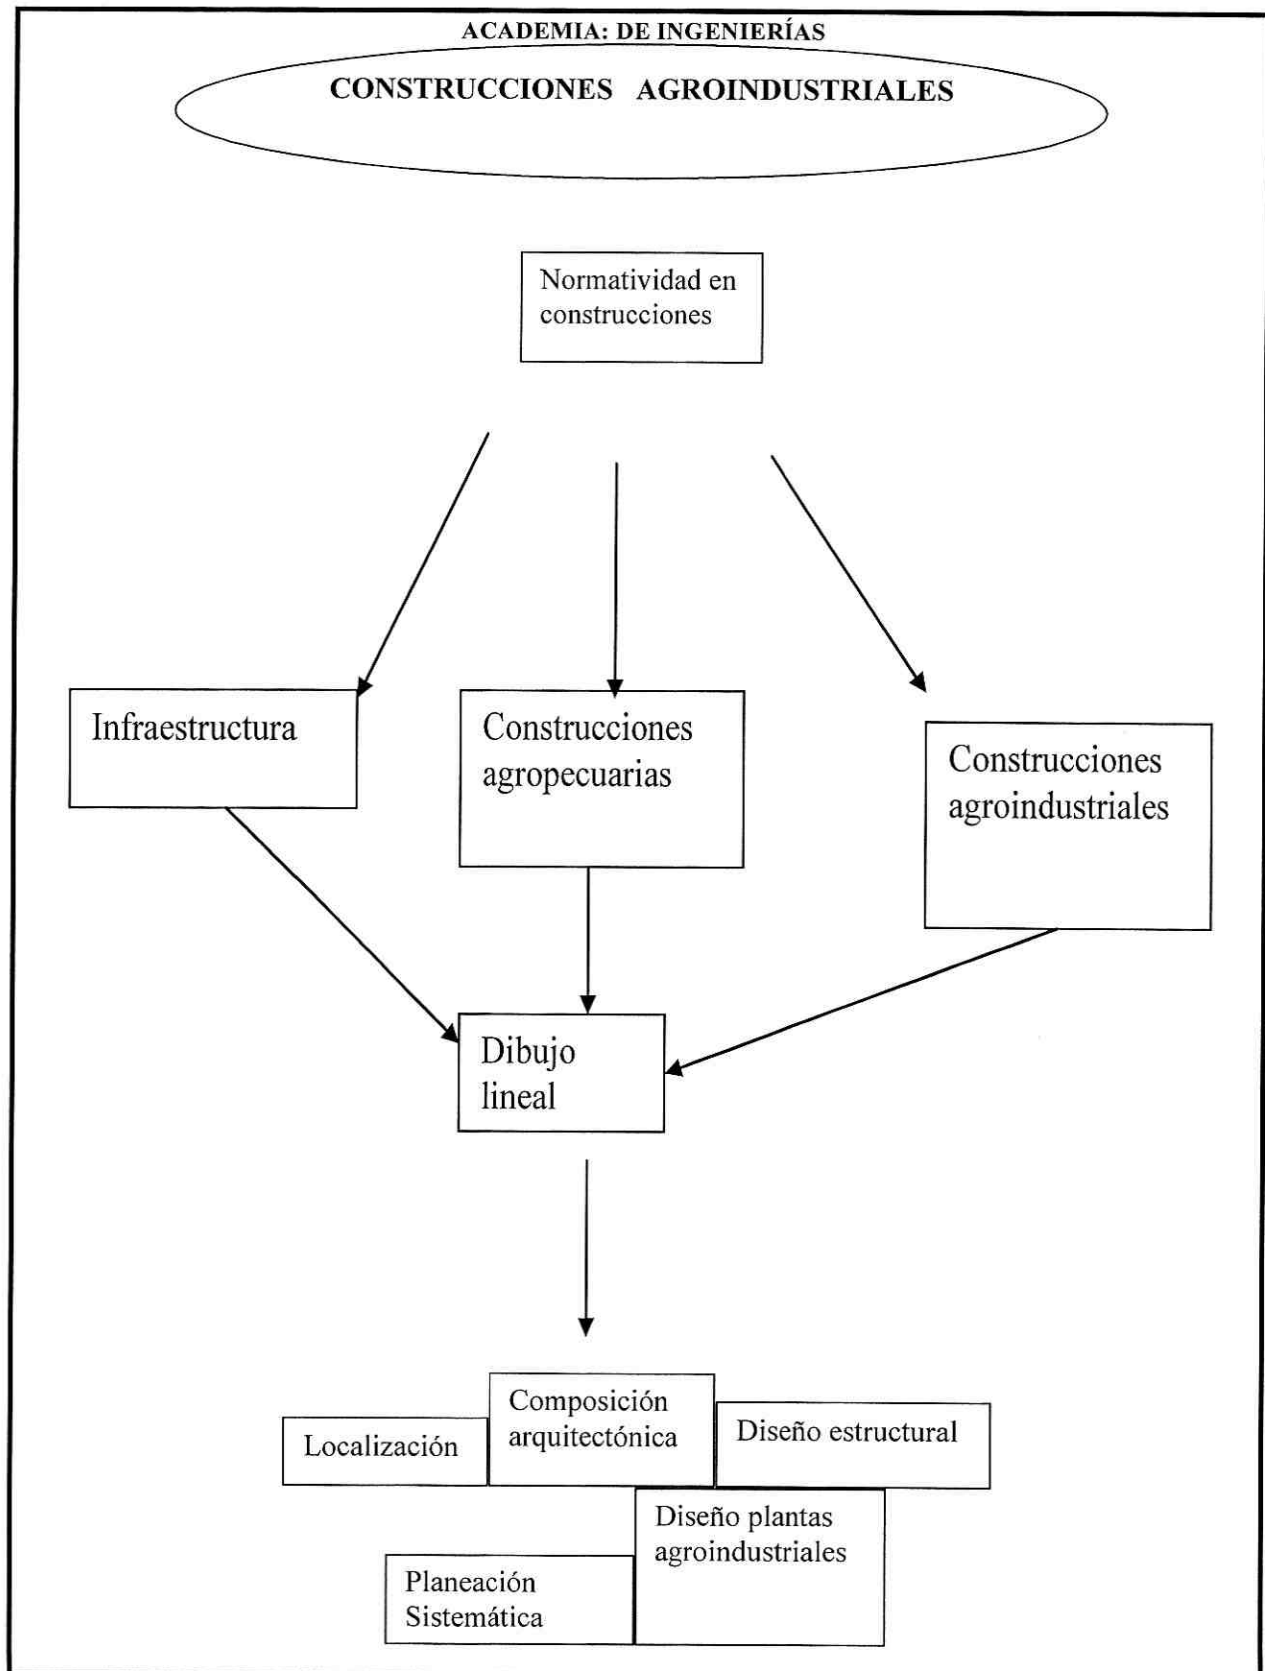 ACADEMIA: DE INGENIERÍAS
CONSTRUCCIONES AGROINDUSTRIALES
Normatividad en
construcciones
Infraestructura
Construcciones
agropecuarias
Construcciones
agroindustriales
Dibujo
lineal
Composición
arquitectónica
Localización
Diseño estructural
Diseño plantas
agroindustriales
Planeación
Sistemática